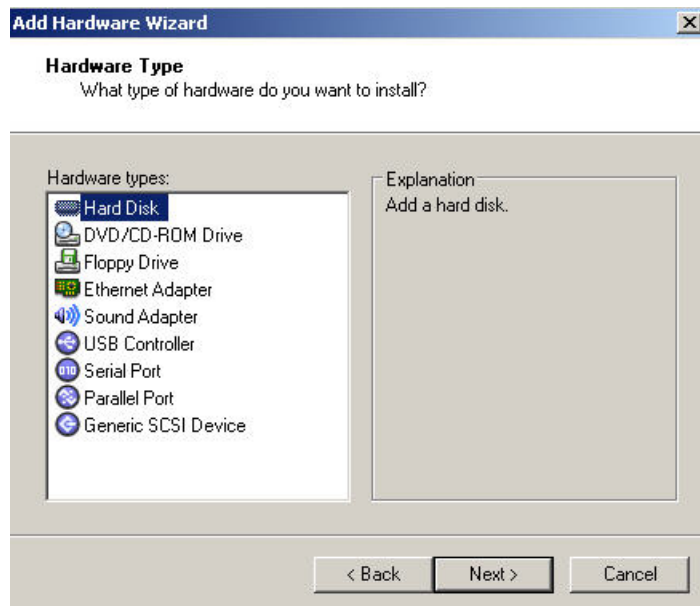 Add Hardware Wizard
Hardware Type
What type of hardware do you want to install?
Hardware types:
Hard Disk
DVD/CD-ROM Drive
Floppy Drive
Ethernet Adapter
Sound Adapter
USB Controller
Serial Port
Parallel Port
Generic SCSI Device
Explanation
Add a hard disk.
< Back
Next >
Cancel